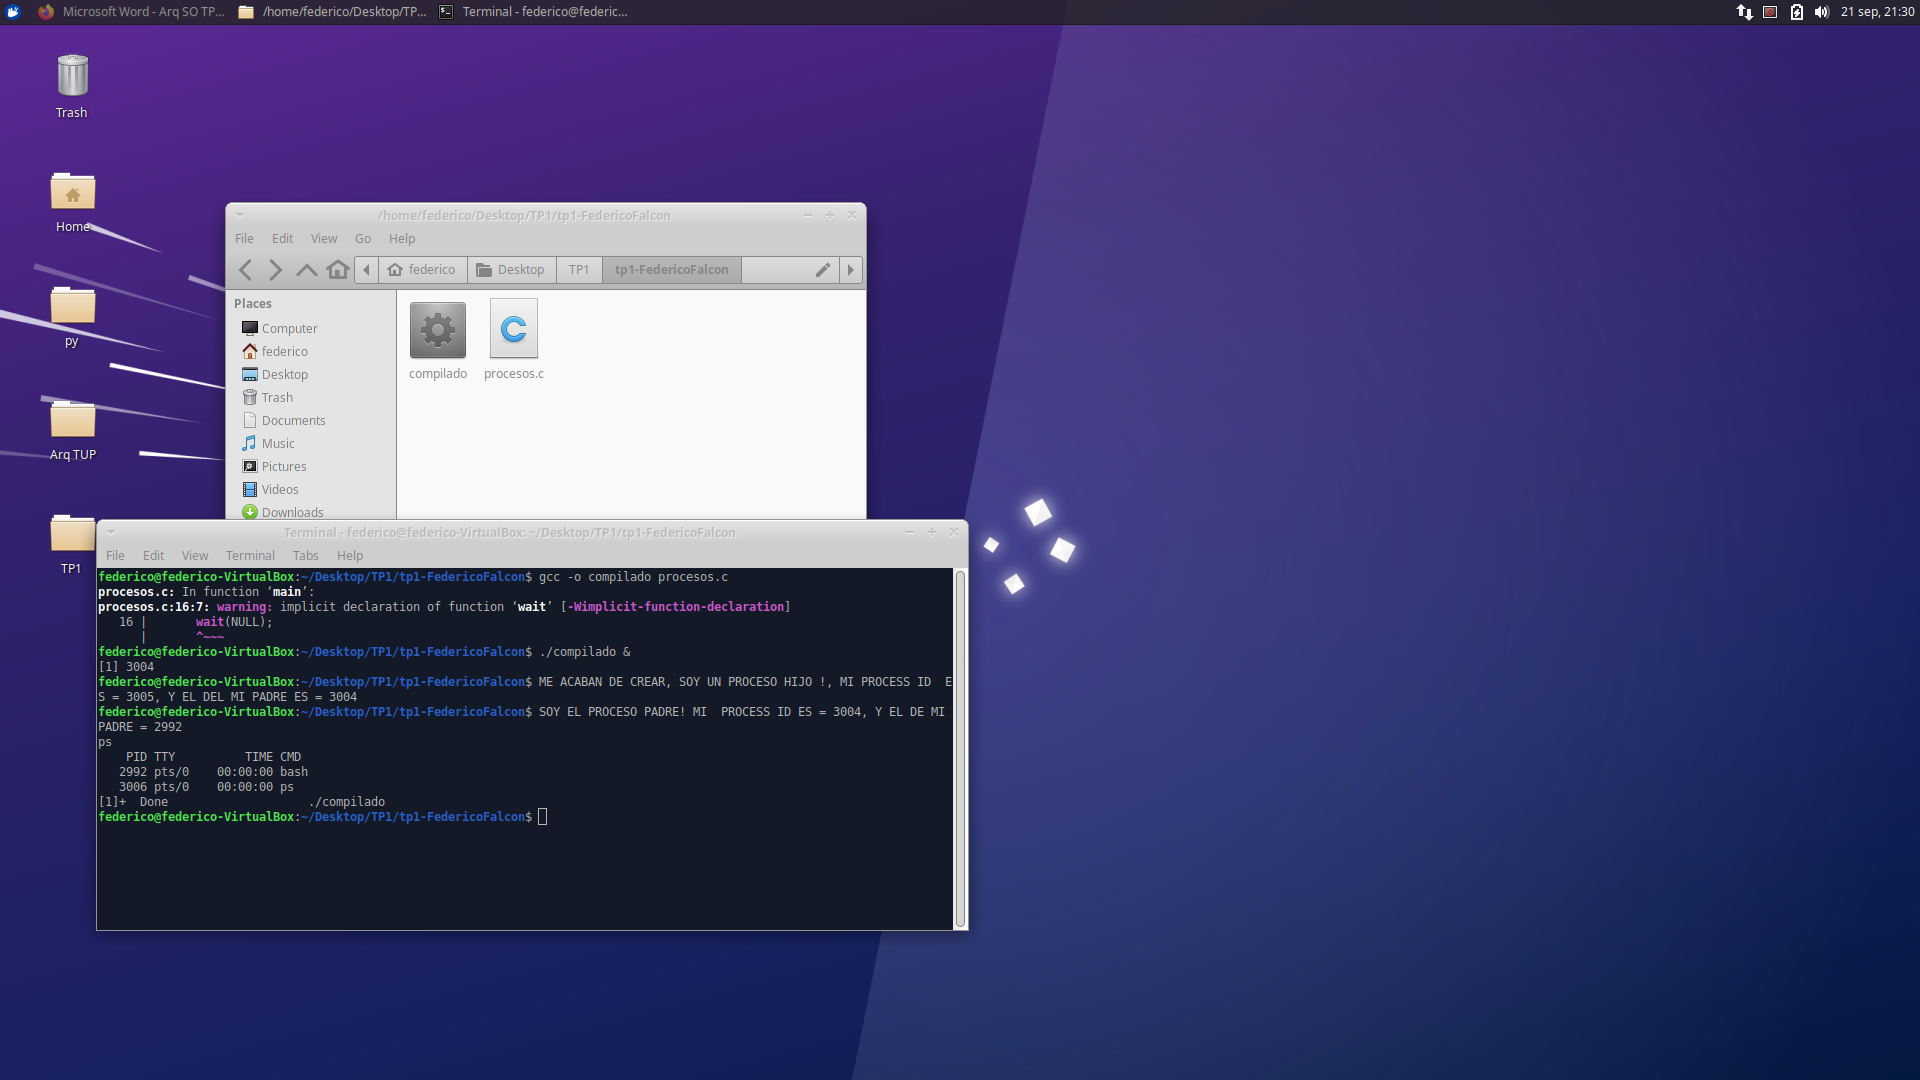 Microsoft Word - Arq SO TP... /home/federico/Desktop/TP... Terminal - federico@federic... 21 sep, 21:30
Trash
Home
py
Arq TUP
TP1
/home/federico/Desktop/TP1/tp1-FedericoFalcon
File Edit View Go Help
federico Desktop TP1 tp1-FedericoFalcon
Places
Computer
federico
Desktop
Trash
Documents
Music
Pictures
Videos
Downloads
compilado procesos.c
Terminal - federico@federico-VirtualBox: ~/Desktop/TP1/tp1-FedericoFalcon
File Edit View Terminal Tabs Help
federico@federico-VirtualBox:~/Desktop/TP1/tp1-FedericoFalcon$ gcc -o compilado procesos.c
procesos.c: In function ‘main’:
procesos.c:16:7: warning: implicit declaration of function ‘wait’ [-Wimplicit-function-declaration]
   16 |       wait(NULL);
      |       ^~~~
federico@federico-VirtualBox:~/Desktop/TP1/tp1-FedericoFalcon$ ./compilado &
[1] 3004
federico@federico-VirtualBox:~/Desktop/TP1/tp1-FedericoFalcon$ ME ACABAN DE CREAR, SOY UN PROCESO HIJO !, MI PROCESS ID  E
S = 3005, Y EL DEL MI PADRE ES = 3004
federico@federico-VirtualBox:~/Desktop/TP1/tp1-FedericoFalcon$ SOY EL PROCESO PADRE! MI  PROCESS ID ES = 3004, Y EL DE MI
PADRE = 2992
ps
    PID TTY          TIME CMD
   2992 pts/0    00:00:00 bash
   3006 pts/0    00:00:00 ps
[1]+  Done                    ./compilado
federico@federico-VirtualBox:~/Desktop/TP1/tp1-FedericoFalcon$